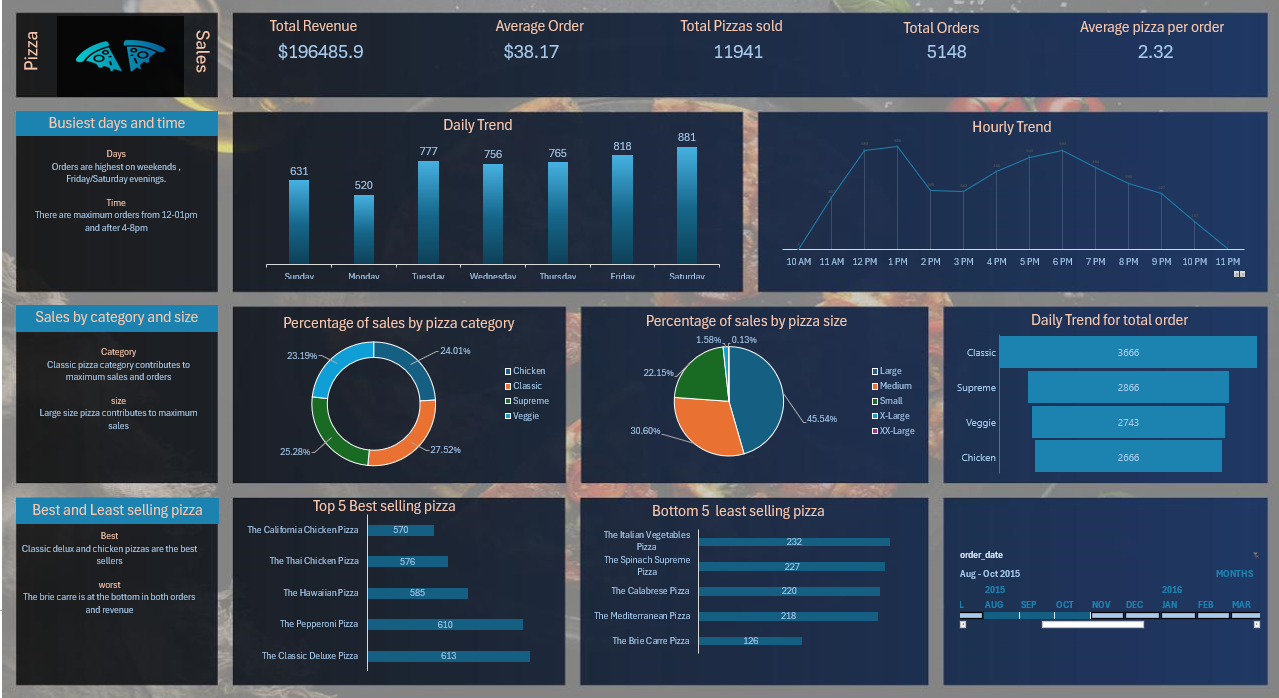 Pizza
Sales
Total Revenue
$196485.9
Average Order
$38.17
Total Pizzas sold
11941
Total Orders
5148
Average pizza per order
2.32
Busiest days and time
Days
Orders are highest on weekends ,
Friday/Saturday evenings.
Time
There are maximum orders from 12-01pm
and after 4-8pm
Daily Trend
631
520
777
756
765
818
881
Sunday
Monday
Tuesday
Wednesday
Thursday
Friday
Saturday
Hourly Trend
10 AM
11 AM
12 PM
1 PM
2 PM
3 PM
4 PM
5 PM
6 PM
7 PM
8 PM
9 PM
10 PM
11 PM
Sales by category and size
Category
Classic pizza category contributes to
maximum sales and orders
size
Large size pizza contributes to maximum
sales
Percentage of sales by pizza category
23.19%
24.01%
25.28%
27.52%
Chicken
Classic
Supreme
Veggie
Percentage of sales by pizza size
1.58%
0.13%
22.15%
30.60%
45.54%
Large
Medium
Small
X-Large
XX-Large
Daily Trend for total order
Classic
3666
Supreme
2866
Veggie
2743
Chicken
2666
Best and Least selling pizza
Best
Classic delux and chicken pizzas are the best
sellers
worst
The brie carre is at the bottom in both orders
and revenue
Top 5 Best selling pizza
The California Chicken Pizza
570
The Thai Chicken Pizza
576
The Hawaiian Pizza
585
The Pepperoni Pizza
610
The Classic Deluxe Pizza
613
Bottom 5 least selling pizza
The Italian Vegetables
Pizza
232
The Spinach Supreme
Pizza
227
The Calabrese Pizza
220
The Mediterranean Pizza
218
The Brie Carre Pizza
126
order_date
Aug - Oct 2015
MONTHS
2015
2016
L
AUG
SEP
OCT
NOV
DEC
JAN
FEB
MAR